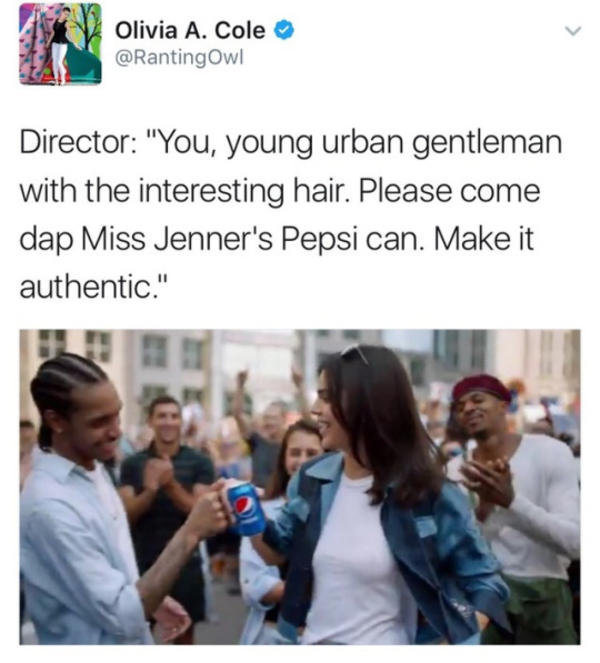 Olivia A. Cole
@RantingOwl
Director: "You, young urban gentleman
with the interesting hair. Please come
dap Miss Jenner's Pepsi can. Make it
authentic."